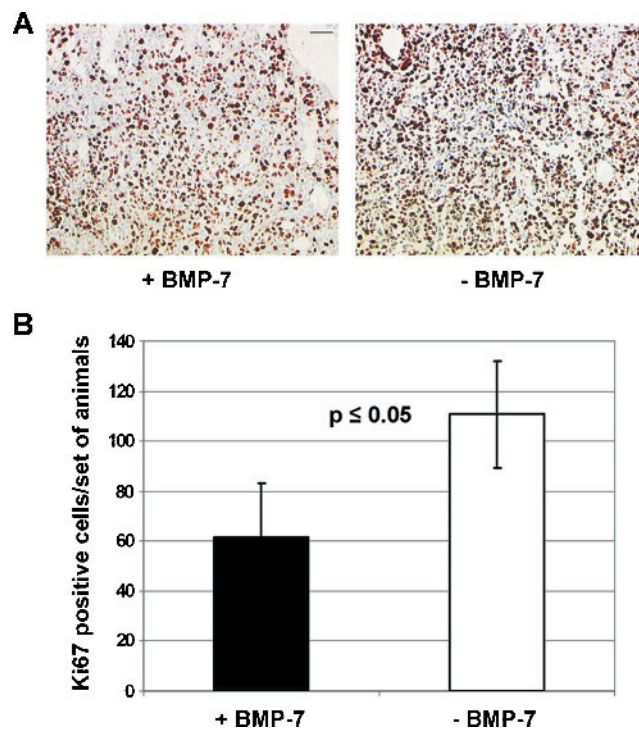 A
+ BMP-7
- BMP-7
B
Ki67 positive cells/set of animals
140
120
100
80
60
40
20
0
p ≤ 0.05
+ BMP-7
- BMP-7